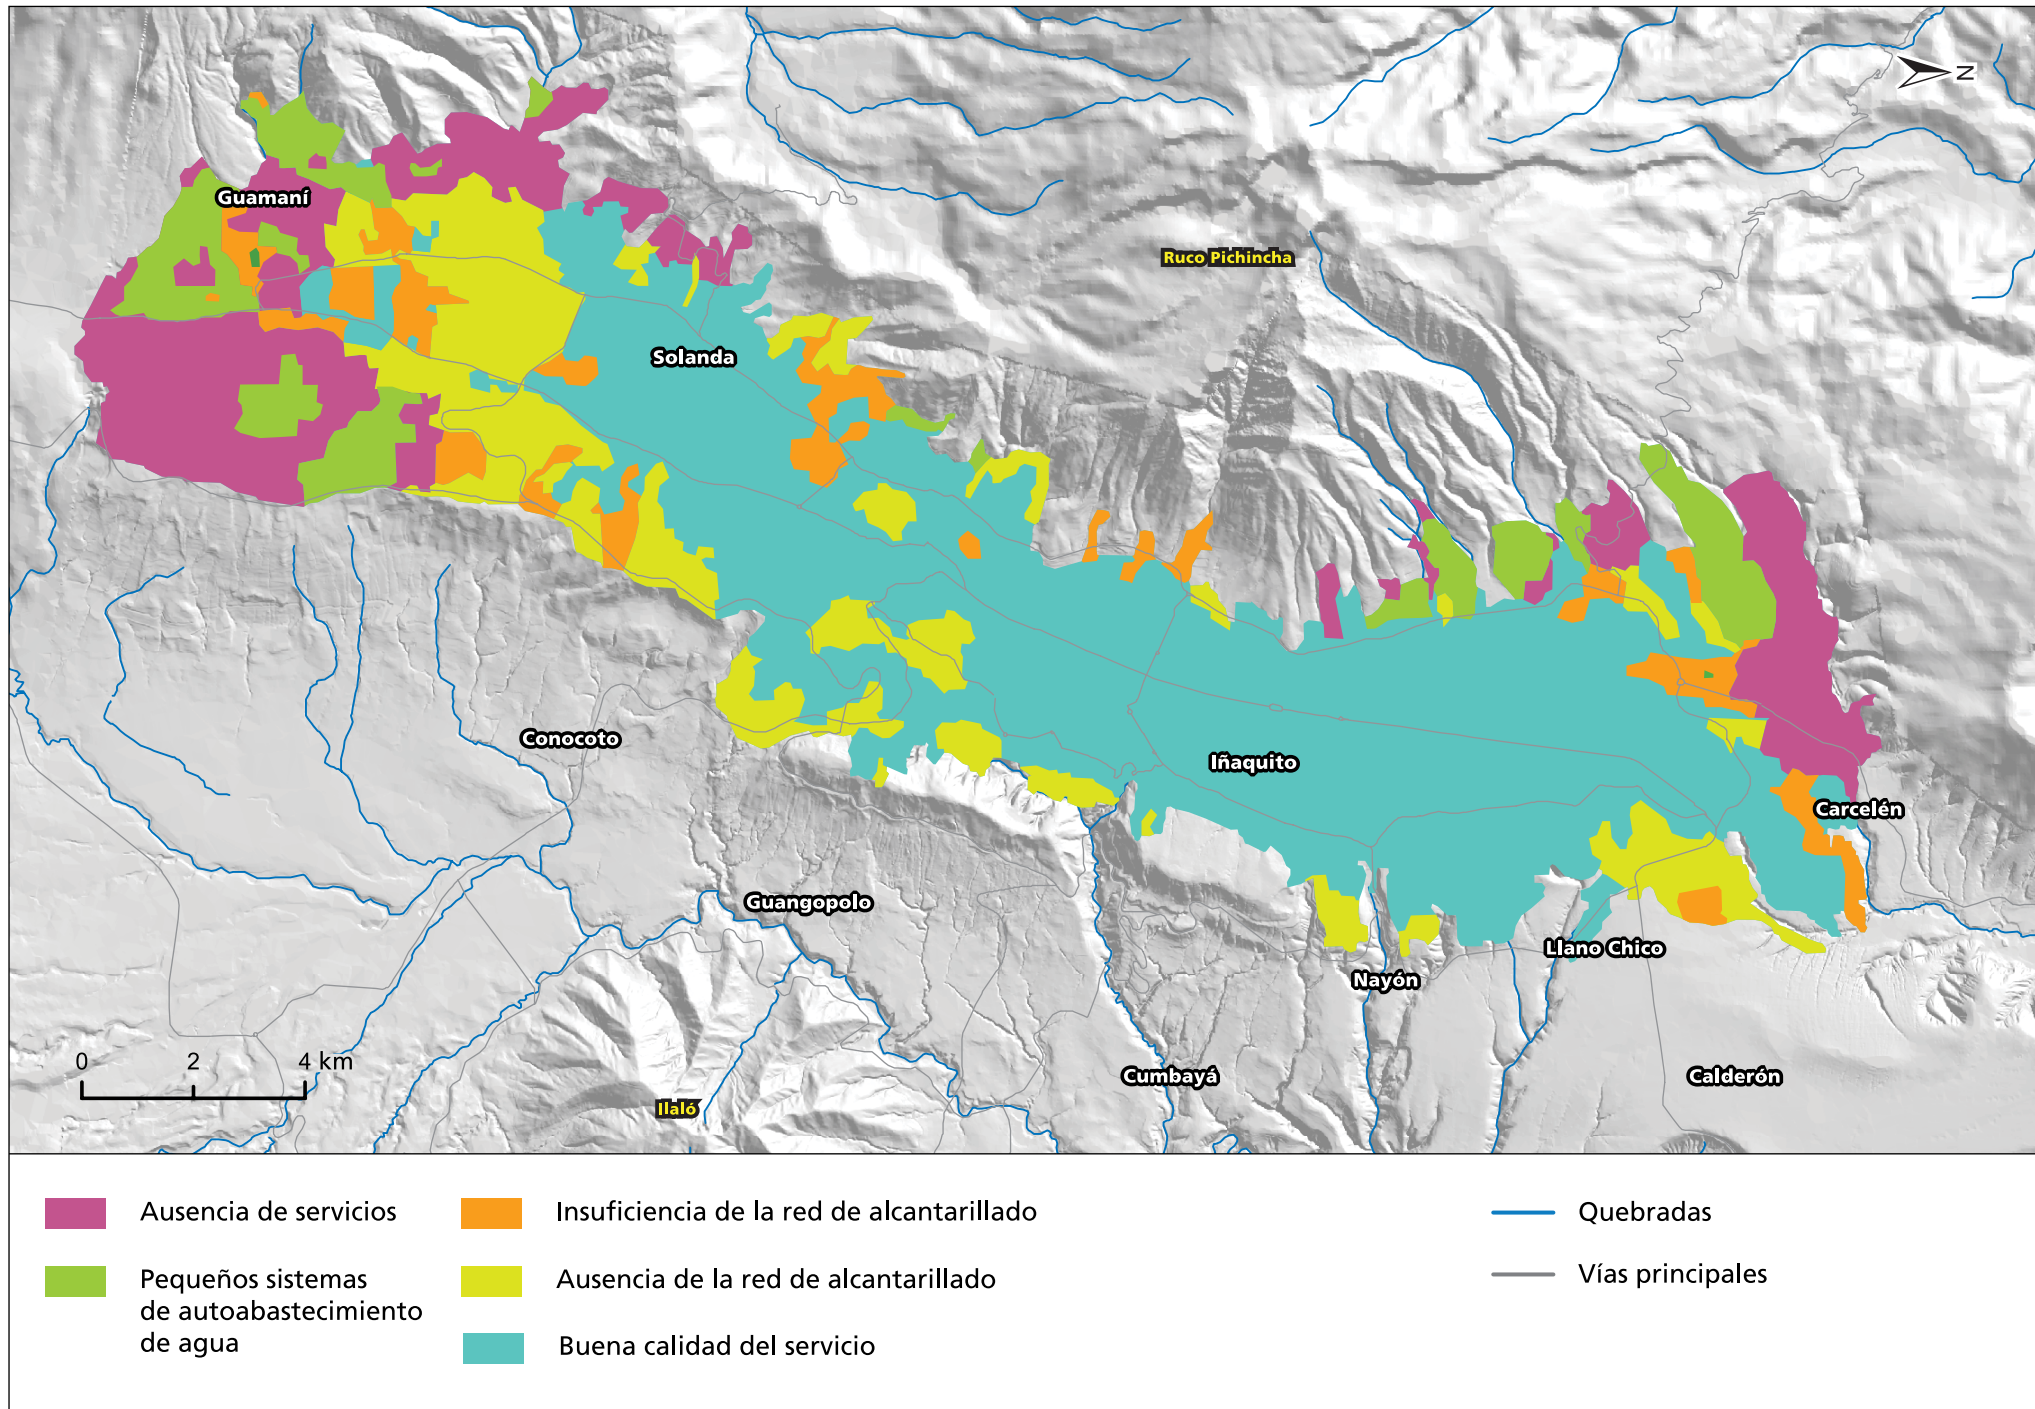 N
Guamaní
Ruco Pichincha
Solanda
Conocoto
Iñaquito
Carcelén
Guangopolo
Llano Chico
Nayón
0 2 4 km
Cumbayá
Calderón
Ilaló
Ausencia de servicios
Pequeños sistemas
de autoabastecimiento
de agua
Insuficiencia de la red de alcantarillado
Ausencia de la red de alcantarillado
Buena calidad del servicio
Quebradas
Vías principales